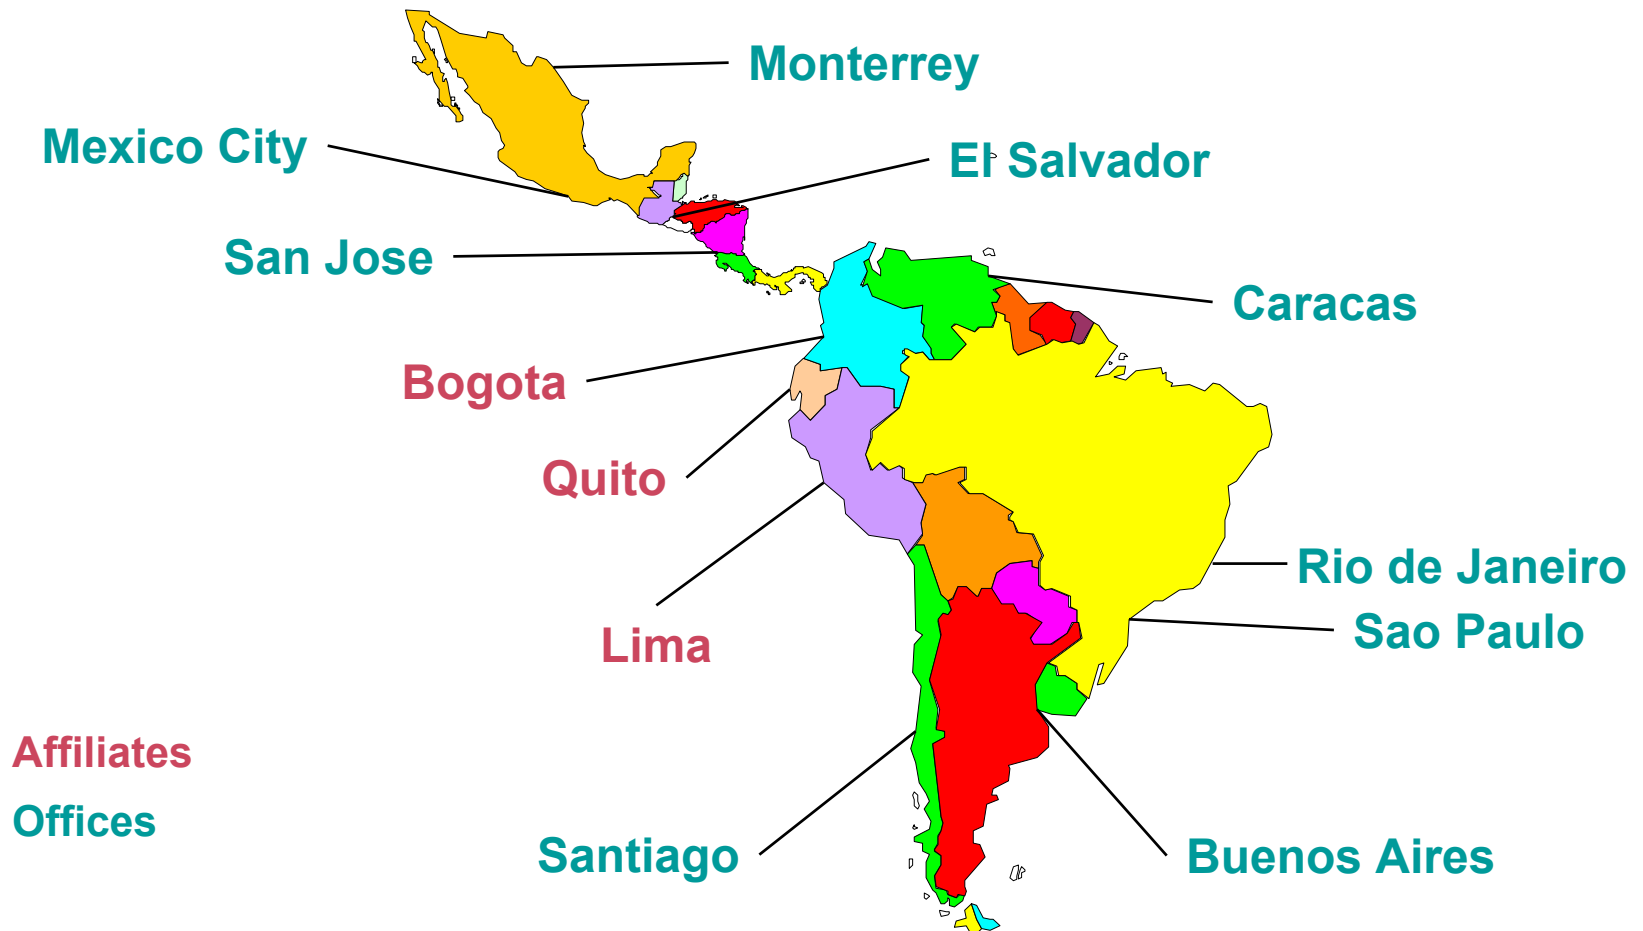 Monterrey
Mexico City
El Salvador
San Jose
Caracas
Bogota
Quito
Rio de Janeiro
Sao Paulo
Lima
Affiliates
Offices
Santiago
Buenos Aires